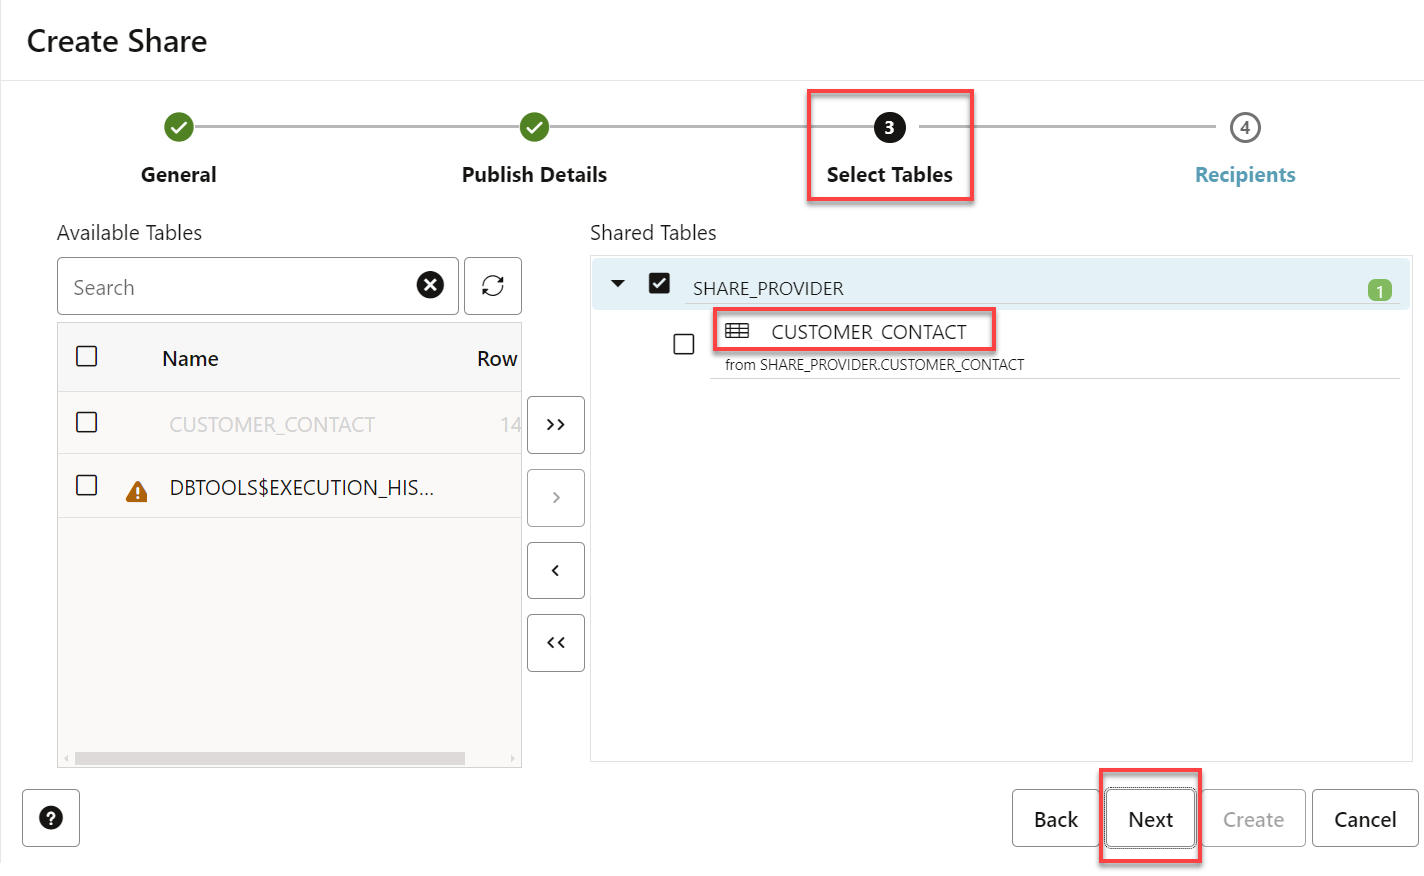 Create Share
3
4
General
Publish Details
Select Tables
Recipients
Available Tables
Shared Tables
Search
SHARE_PROVIDER
1
CUSTOMER_CONTACT
from SHARE_PROVIDER.CUSTOMER_CONTACT
Name
Row
CUSTOMER_CONTACT
14
DBTOOLS$EXECUTION_HIS...
>>
>
<
<<
?
Back
Next
Create
Cancel